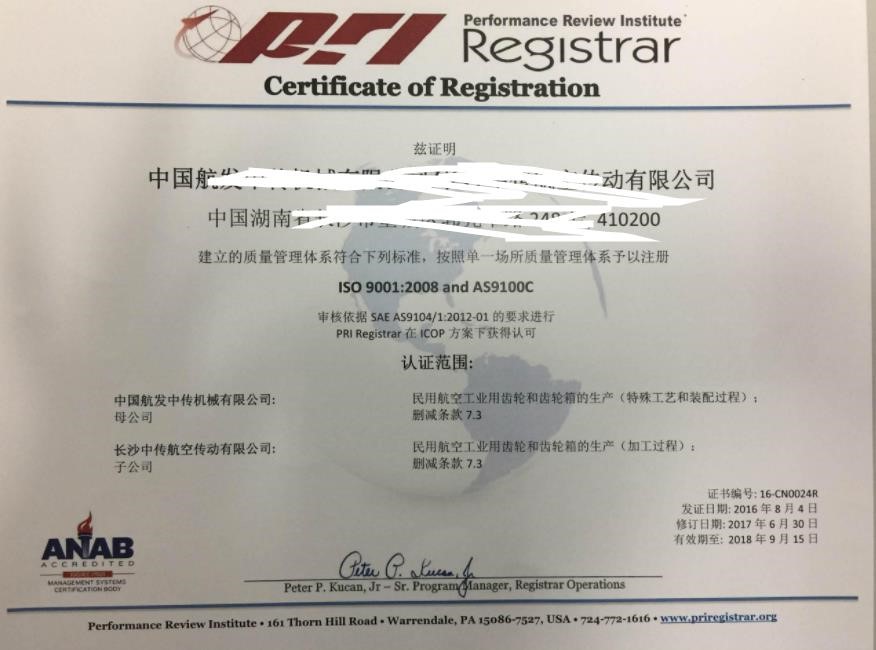 PRI Performance Review Institute
Registrar
Certificate of Registration
兹证明
中国航发中传机械有限 传动有限公司
中国湖南省长沙市 410200
建立的质量管理体系符合下列标准，按照单一场所质量管理体系予以注册
ISO 9001:2008 and AS9100C
审核依据 SAE AS9104/1:2012-01 的要求进行
PRI Registrar 在 ICOP 方案下获得认可
认证范围:
中国航发中传机械有限公司:
母公司
民用航空工业用齿轮和齿轮箱的生产（特殊工艺和装配过程）;
删减条款 7.3
长沙中传航空传动有限公司:
子公司
民用航空工业用齿轮和齿轮箱的生产（加工过程）;
删减条款 7.3
证书编号: 16-CN0024R
发证日期: 2016 年 8 月 4 日
修订日期: 2017 年 6 月 30 日
有效期至: 2018 年 9 月 15 日
ANAB
ACCREDITED
MANAGEMENT SYSTEMS
CERTIFICATION BODY
Peter P. Kucan, Jr
Peter P. Kucan, Jr – Sr. Program Manager, Registrar Operations
Performance Review Institute • 161 Thorn Hill Road • Warrendale, PA 15086-7527, USA • 724-772-1616 • www.priregistrar.org